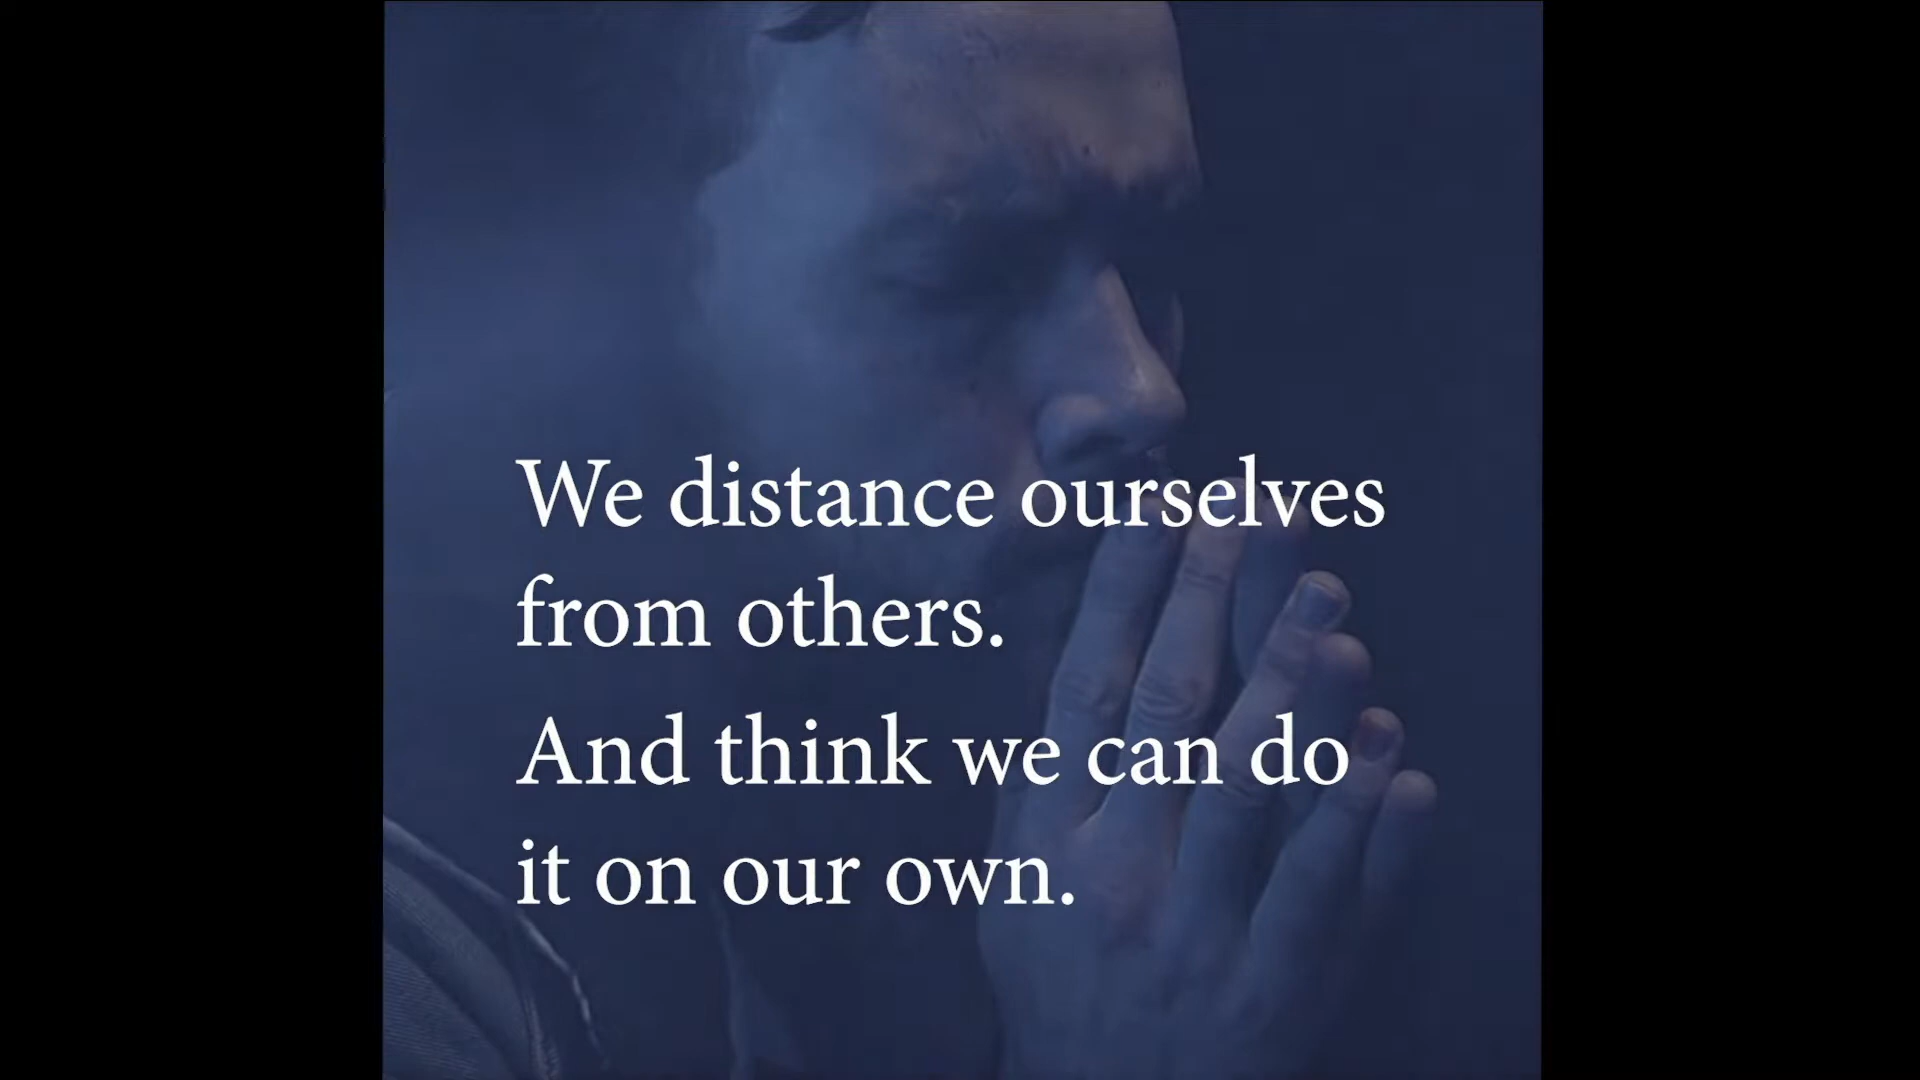 We distance ourselves
from others.
And think we can do
it on our own.